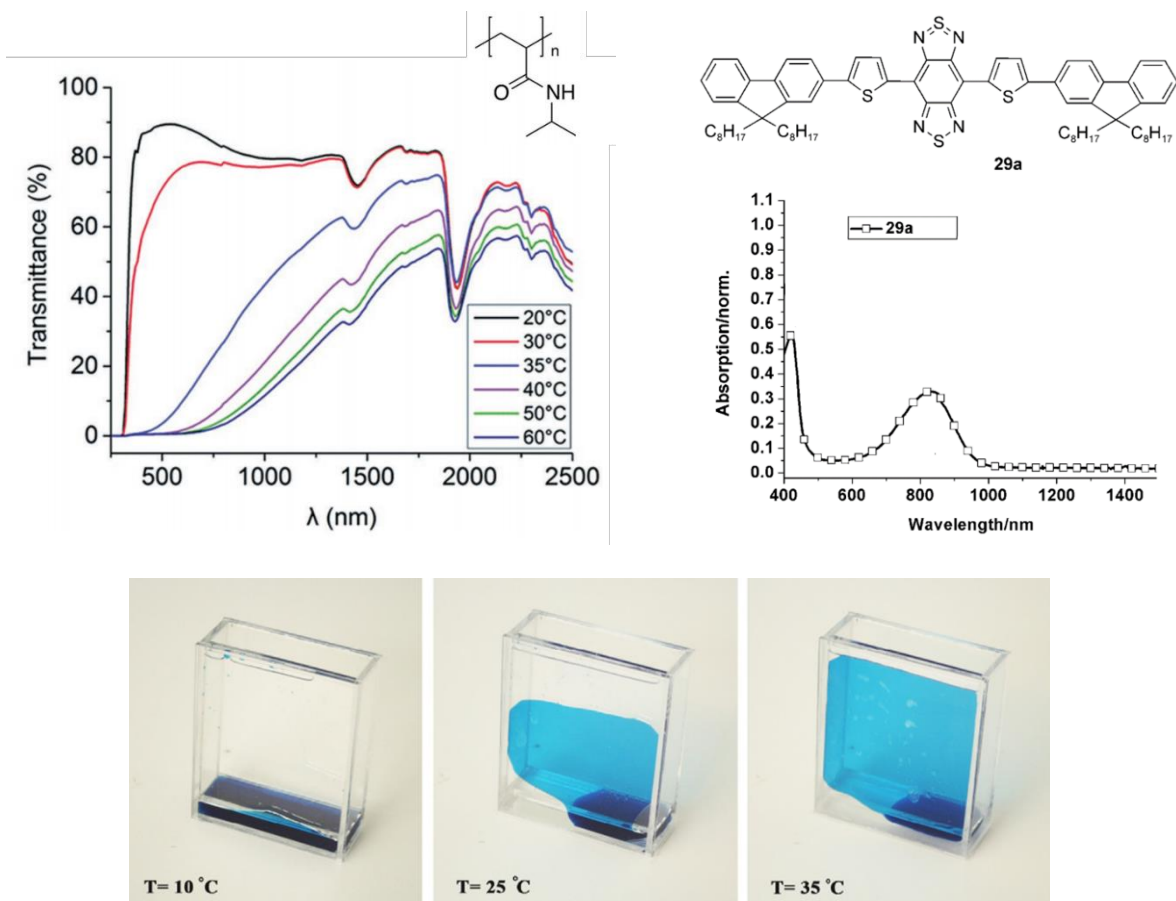 [ ]n
O NH
100
80
60
40
20
0
Transmittance (%)
20°C
30°C
35°C
40°C
50°C
60°C
500 1000 1500 2000 2500
λ (nm)
S
N N
S S
N N
S
C8H17 C8H17 C8H17 C8H17
29a
1.1
1.0
0.9
0.8
0.7
0.6
0.5
0.4
0.3
0.2
0.1
0.0
Absorption/norm.
29a
400 600 800 1000 1200 1400
Wavelength/nm
T= 10 °C
T= 25 °C
T= 35 °C